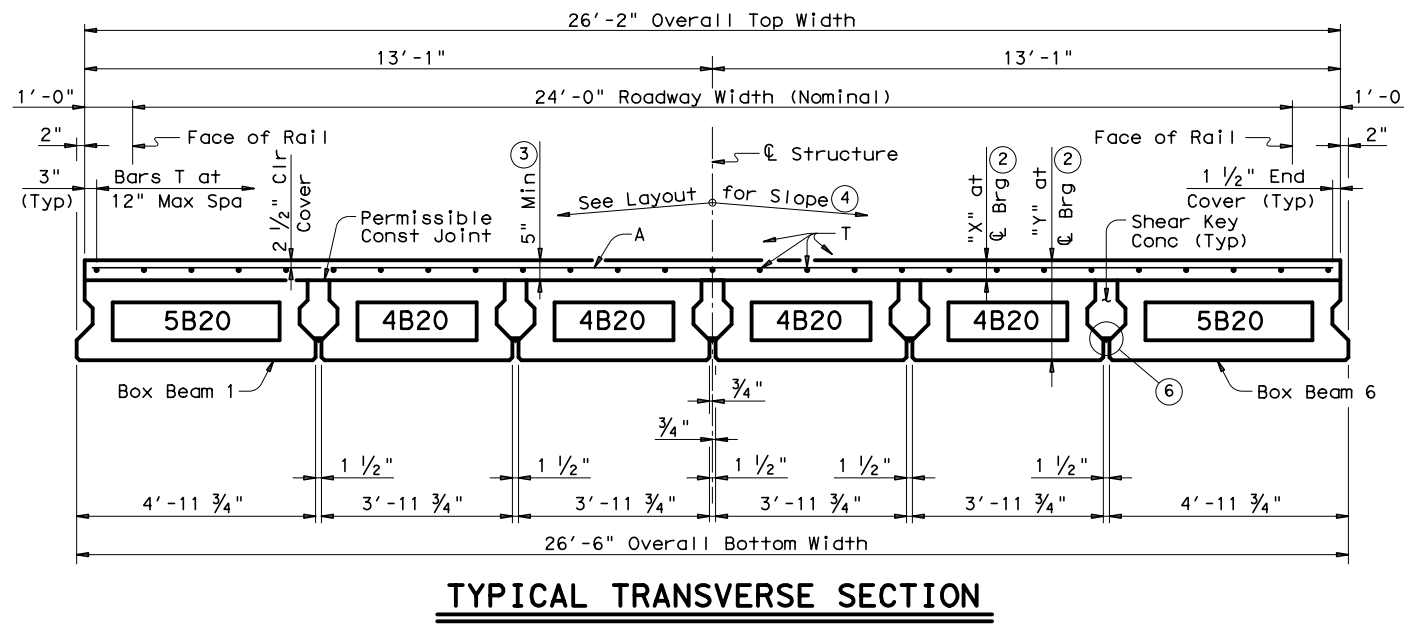 26'-2" Overall Top Width
13'-1" 13'-1"
1'-0" 24'-0" Roadway Width (Nominal) 1'-0
2" Face of Rail Face of Rail 2"
℄ Structure
3" (Typ)
Bars T at
12" Max Spa
2 ½" Clr
Cover
Permissible
Const Joint
5" Min 3
See Layout for Slope 4
A
T
"X" at
℄ Brg 2
"Y" at
℄ Brg 2
Shear Key
Conc (Typ)
1 ½" End
Cover (Typ)
5B20 4B20 4B20 4B20 4B20 5B20
Box Beam 1 Box Beam 6
6
¾"
¾"
1 ½" 1 ½" 1 ½" 1 ½" 1 ½"
4'-11 ¾" 3'-11 ¾" 3'-11 ¾" 3'-11 ¾" 3'-11 ¾" 4'-11 ¾"
26'-6" Overall Bottom Width
TYPICAL TRANSVERSE SECTION